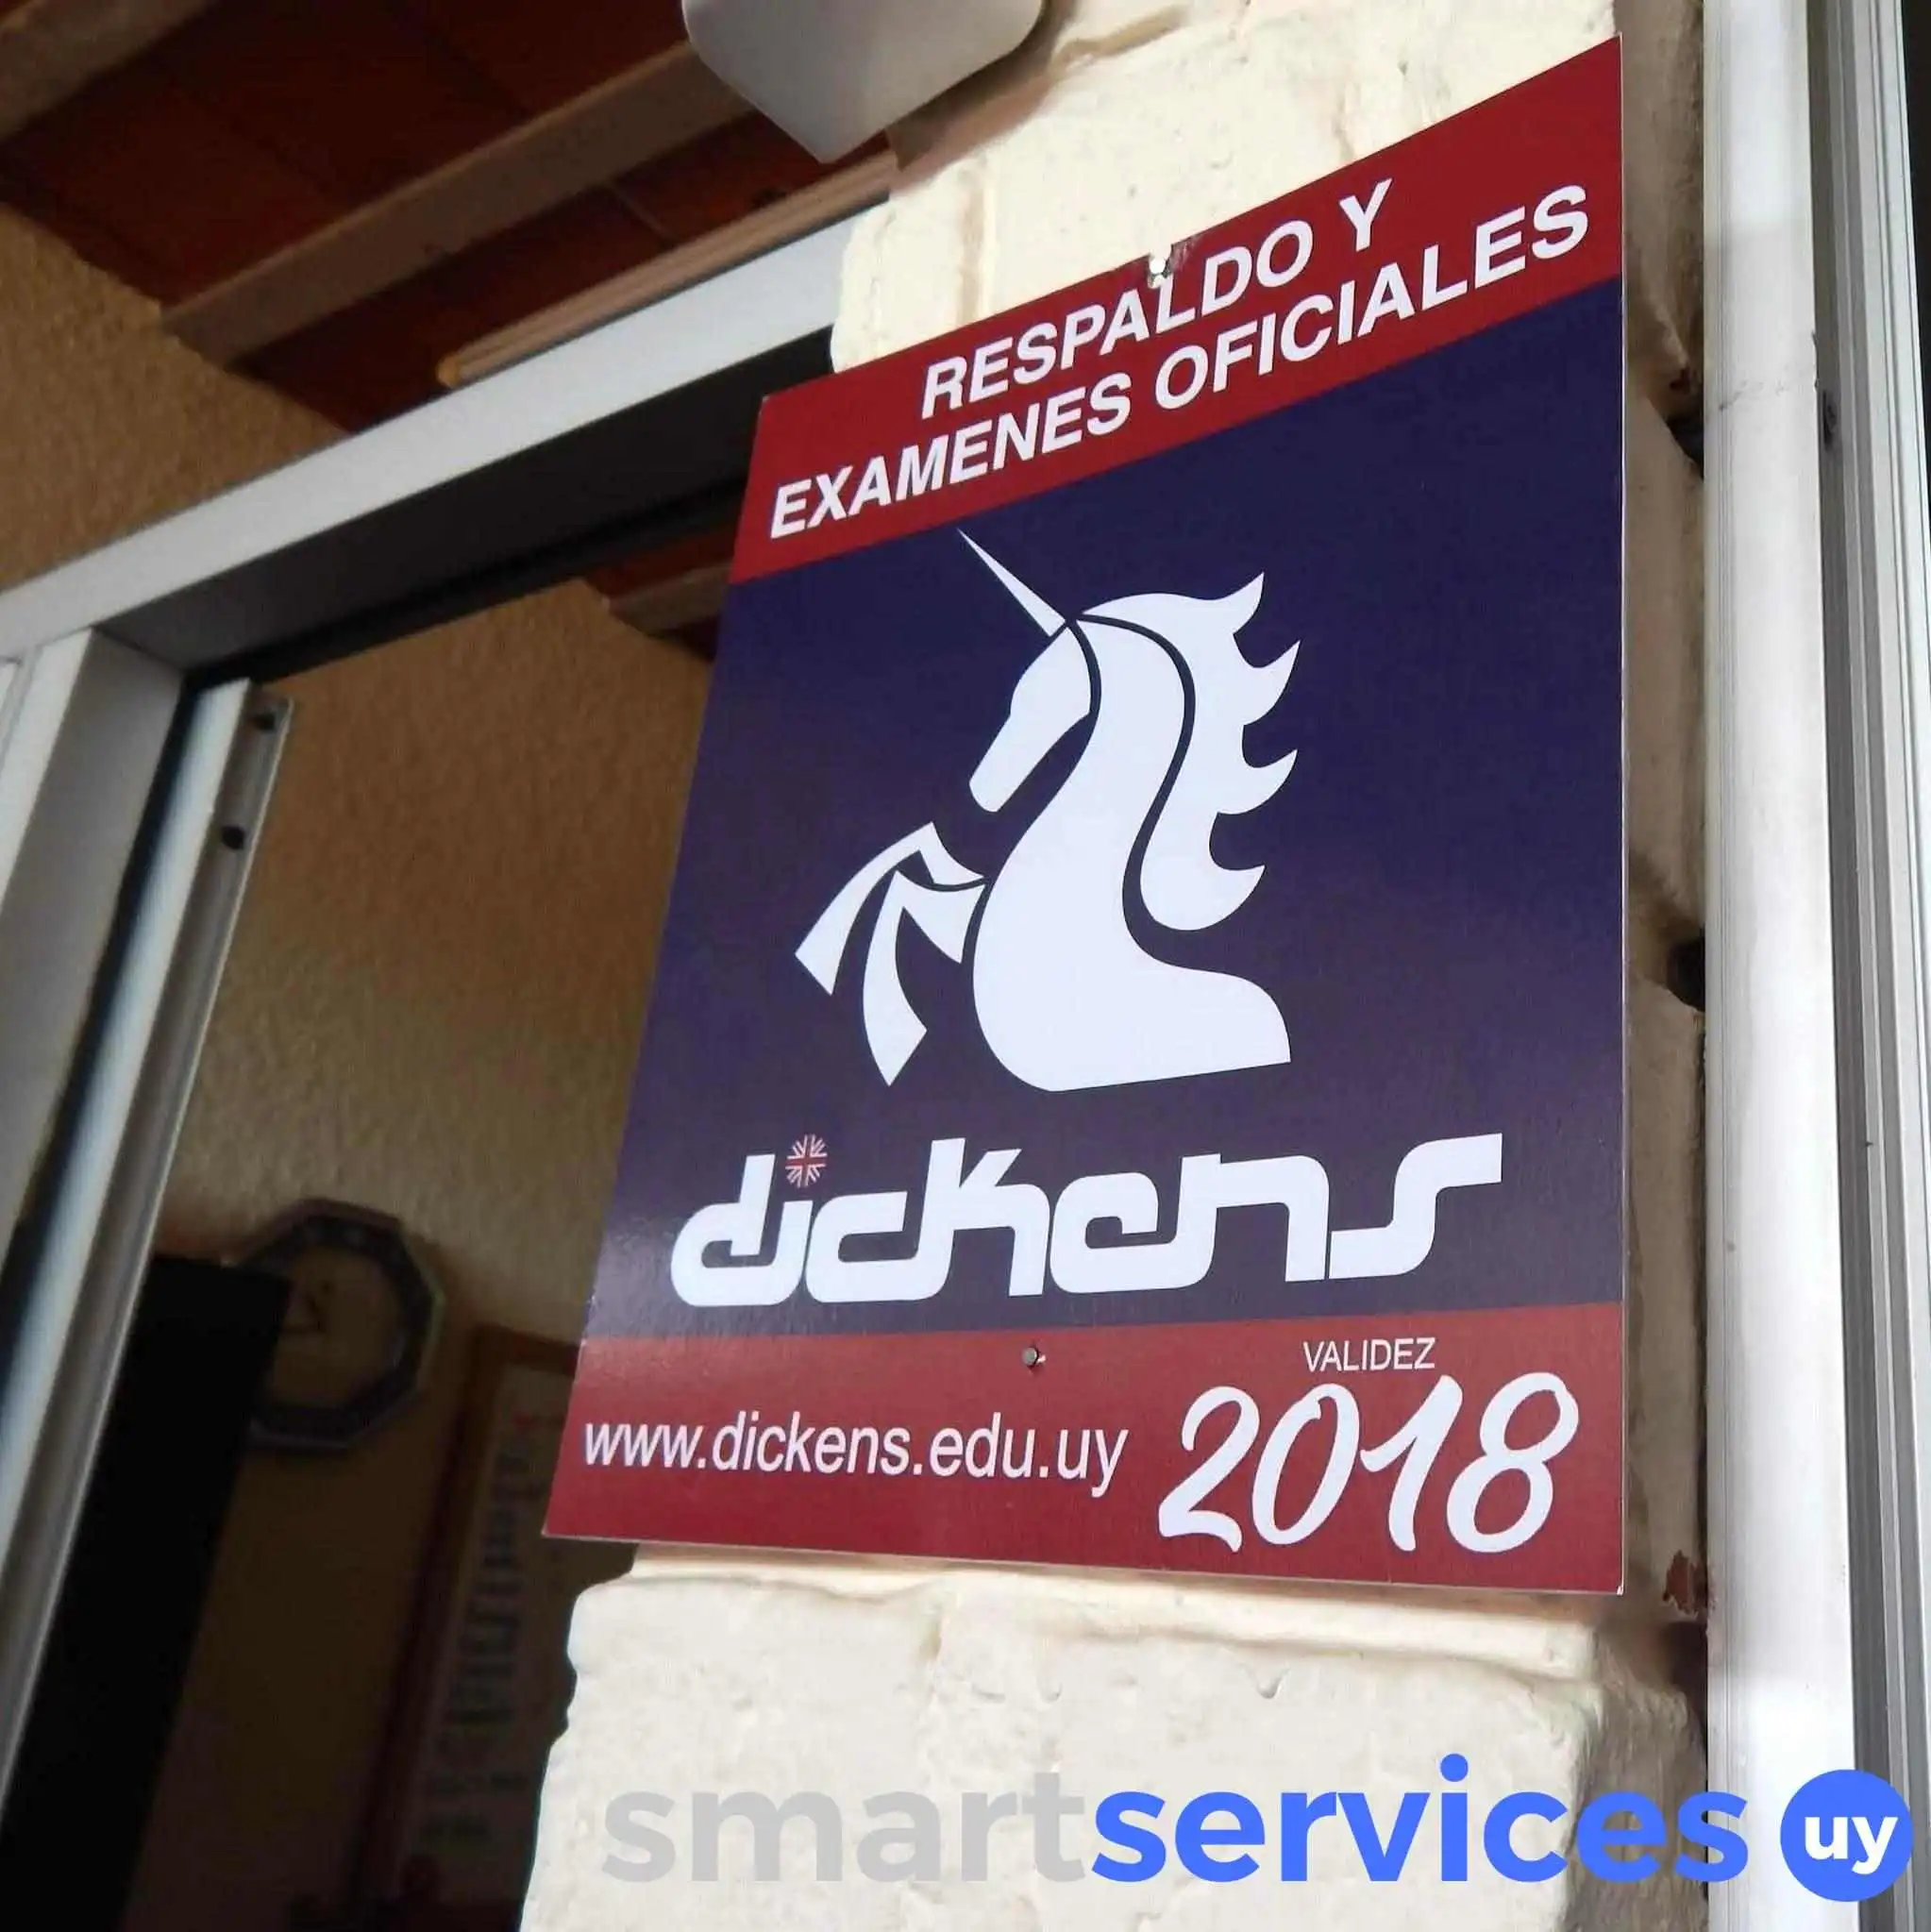 RESPALDO Y
EXAMENES OFICIALES
dickens
www.dickens.edu.uy
VALIDEZ
2018
smartservices uy